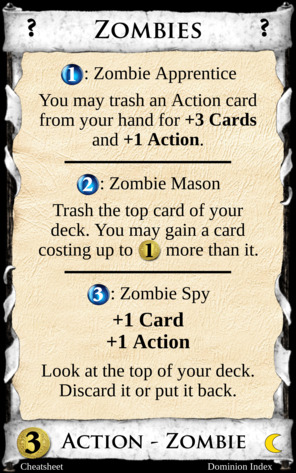 ? ZOMBIES ?
1: Zombie Apprentice
You may trash an Action card
from your hand for +3 Cards
and +1 Action.
2: Zombie Mason
Trash the top card of your
deck. You may gain a card
costing up to 1 more than it.
3: Zombie Spy
+1 Card
+1 Action
Look at the top of your deck.
Discard it or put it back.
3 ACTION - ZOMBIE
Cheatsheet Dominion Index